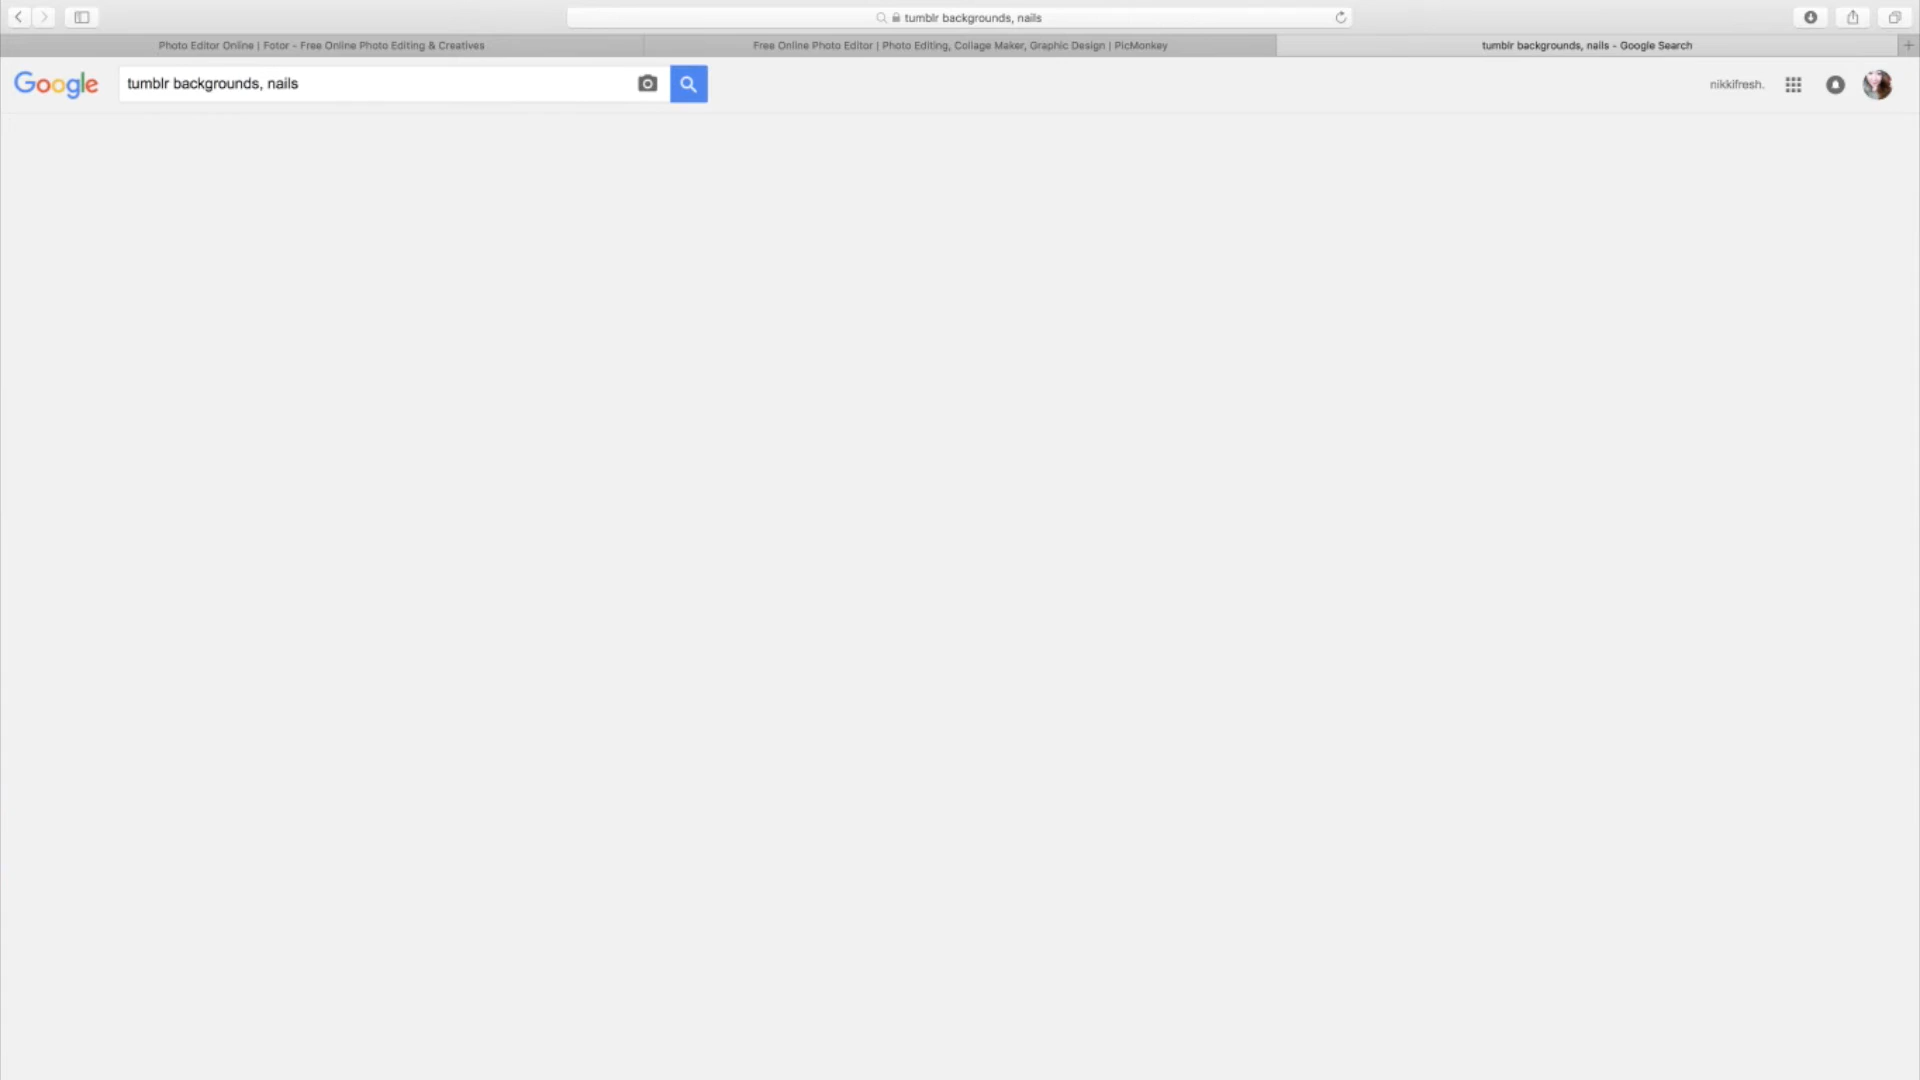 tumblr backgrounds, nails
Photo Editor Online | Fotor - Free Online Photo Editing & Creatives
Free Online Photo Editor | Photo Editing, Collage Maker, Graphic Design | PicMonkey
tumblr backgrounds, nails - Google Search
Google
tumblr backgrounds, nails
nikkifresh.